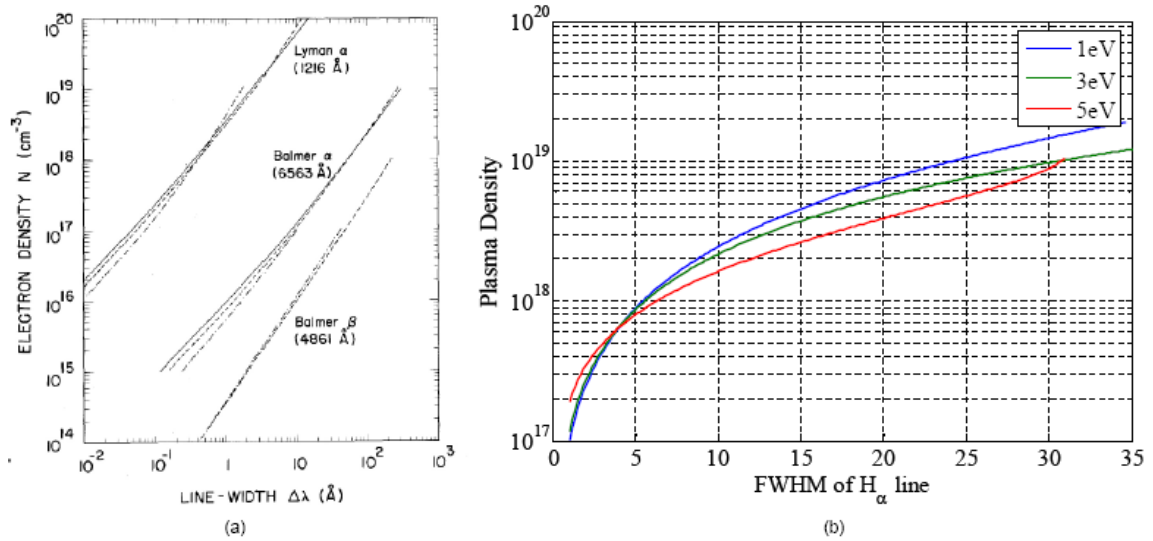 10^20
10^19
10^18
10^17
10^16
10^15
10^14
ELECTRON DENSITY N (cm^-3)
Lyman α
(1216 Å)
Balmer α
(6563 Å)
Balmer β
(4861 Å)
10^-2 10^-1 1 10 10^2 10^3
LINE-WIDTH Δλ (Å)
(a)
10^20
10^19
10^18
10^17
Plasma Density
1eV
3eV
5eV
0 5 10 15 20 25 30 35
FWHM of H_α line
(b)